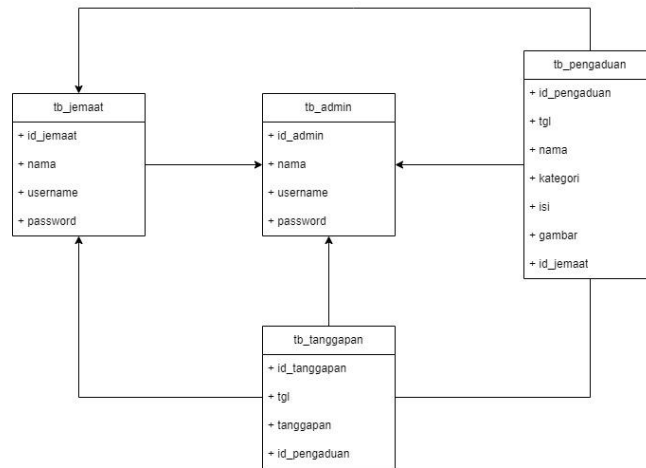 tb_jemaat
+ id_jemaat
+ nama
+ username
+ password
tb_admin
+ id_admin
+ nama
+ username
+ password
tb_pengaduan
+ id_pengaduan
+ tgl
+ nama
+ kategori
+ isi
+ gambar
+ id_jemaat
tb_tanggapan
+ id_tanggapan
+ tgl
+ tanggapan
+ id_pengaduan